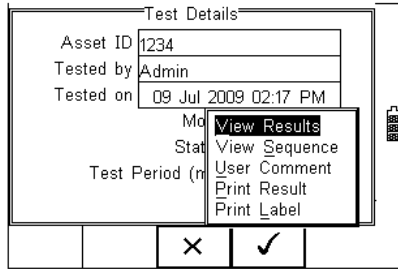 Test Details
Asset ID 1234
Tested by Admin
Tested on 09 Jul 2009 02:17 PM
View Results
View Sequence
User Comment
Print Result
Print Label
Test Period